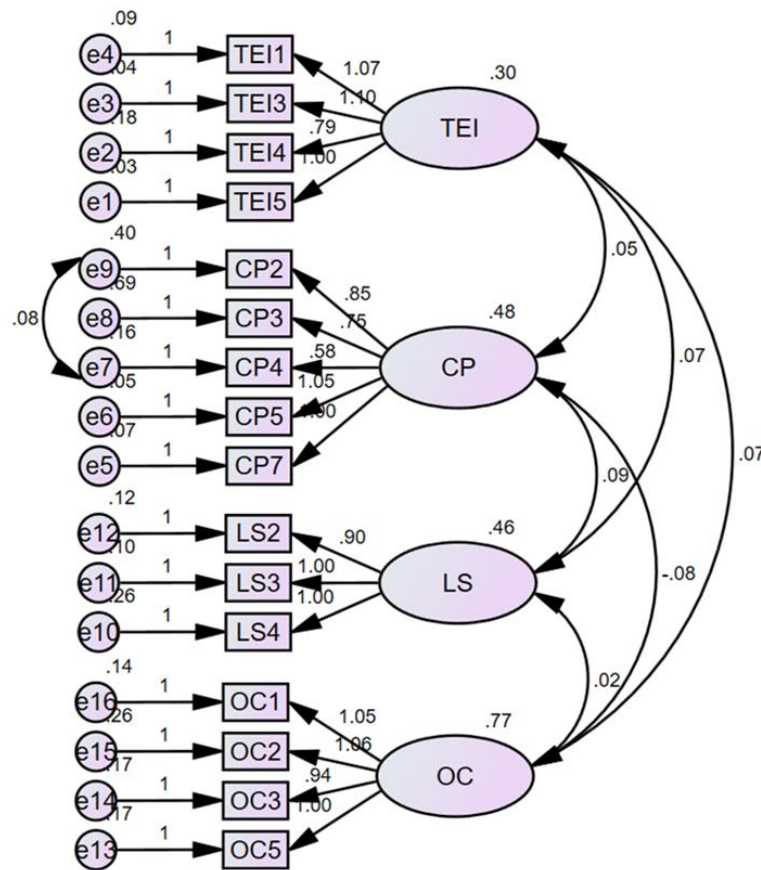 .09
e4 1 TEI1
.04
e3 1 TEI3
.18
e2 1 TEI4
.03
e1 1 TEI5
1.07
1.10
.79
1.00
.30
TEI
.40
e9 1 CP2
.69
e8 1 CP3
.16
e7 1 CP4
.05
e6 1 CP5
.07
e5 1 CP7
.08
.85
.75
.58
1.05
1.00
.48
CP
.12
e12 1 LS2
.10
e11 1 LS3
.26
e10 1 LS4
.90
1.00
1.00
.46
LS
.14
e16 1 OC1
.26
e15 1 OC2
.17
e14 1 OC3
.17
e13 1 OC5
1.05
1.06
.94
1.00
.77
OC
.05
.07
.07
.09
-.08
.02